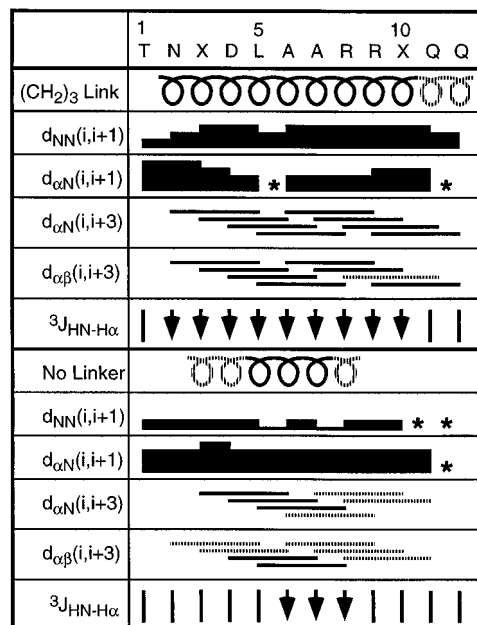 1 5 10
T N X D L A A R R X Q Q
(CH2)3 Link
dNN(i,i+1)
dαN(i,i+1) * *
dαN(i,i+3)
dαβ(i,i+3)
3JHN-Hα
No Linker
dNN(i,i+1) * *
dαN(i,i+1) *
dαN(i,i+3)
dαβ(i,i+3)
3JHN-Hα